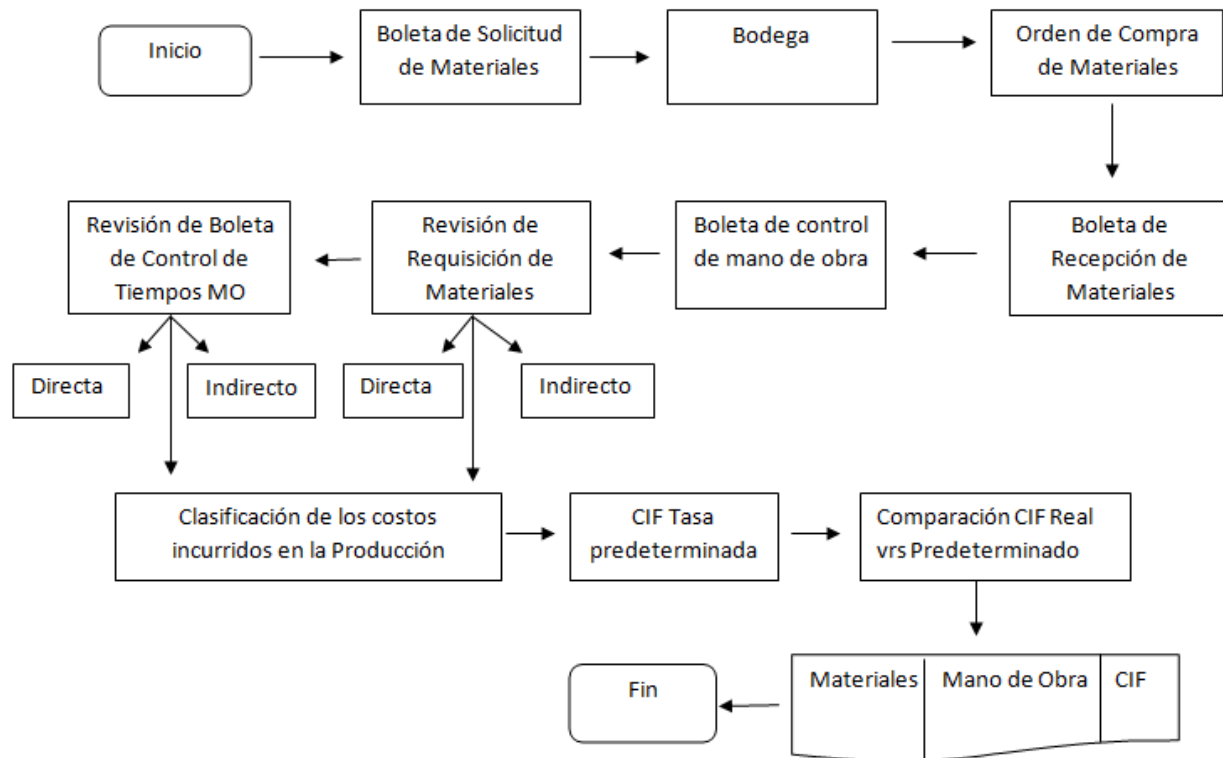 Inicio
Boleta de Solicitud
de Materiales
Bodega
Orden de Compra
de Materiales
Boleta de
Recepción de
Materiales
Boleta de control
de mano de obra
Revisión de
Requisición de
Materiales
Revisión de Boleta
de Control de
Tiempos MO
Directa
Indirecto
Directa
Indirecto
Clasificación de los costos
incurridos en la Producción
CIF Tasa
predeterminada
Comparación CIF Real
vrs Predeterminado
Materiales
Mano de Obra
CIF
Fin